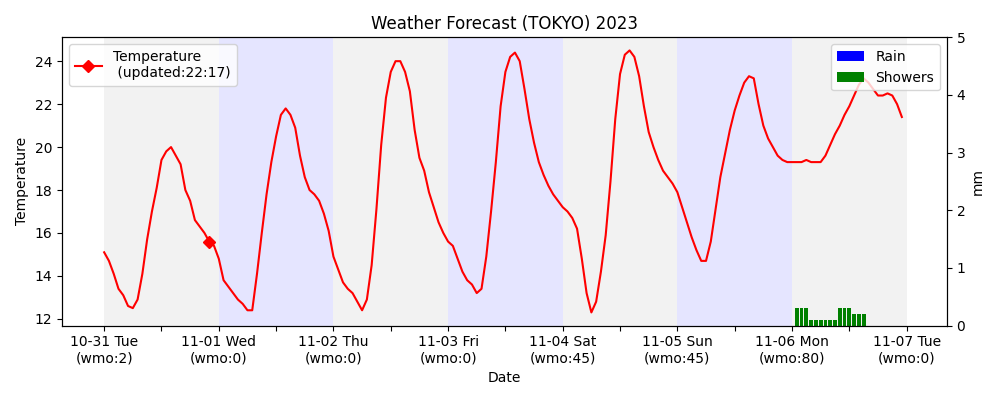 Weather Forecast (TOKYO) 2023
Temperature
(updated:22:17)
Rain
Showers
Temperature
24
22
20
18
16
14
12
5
4
3
2
1
0
mm
10-31 Tue
(wmo:2)
11-01 Wed
(wmo:0)
11-02 Thu
(wmo:0)
11-03 Fri
(wmo:0)
11-04 Sat
(wmo:45)
11-05 Sun
(wmo:45)
11-06 Mon
(wmo:80)
11-07 Tue
(wmo:0)
Date